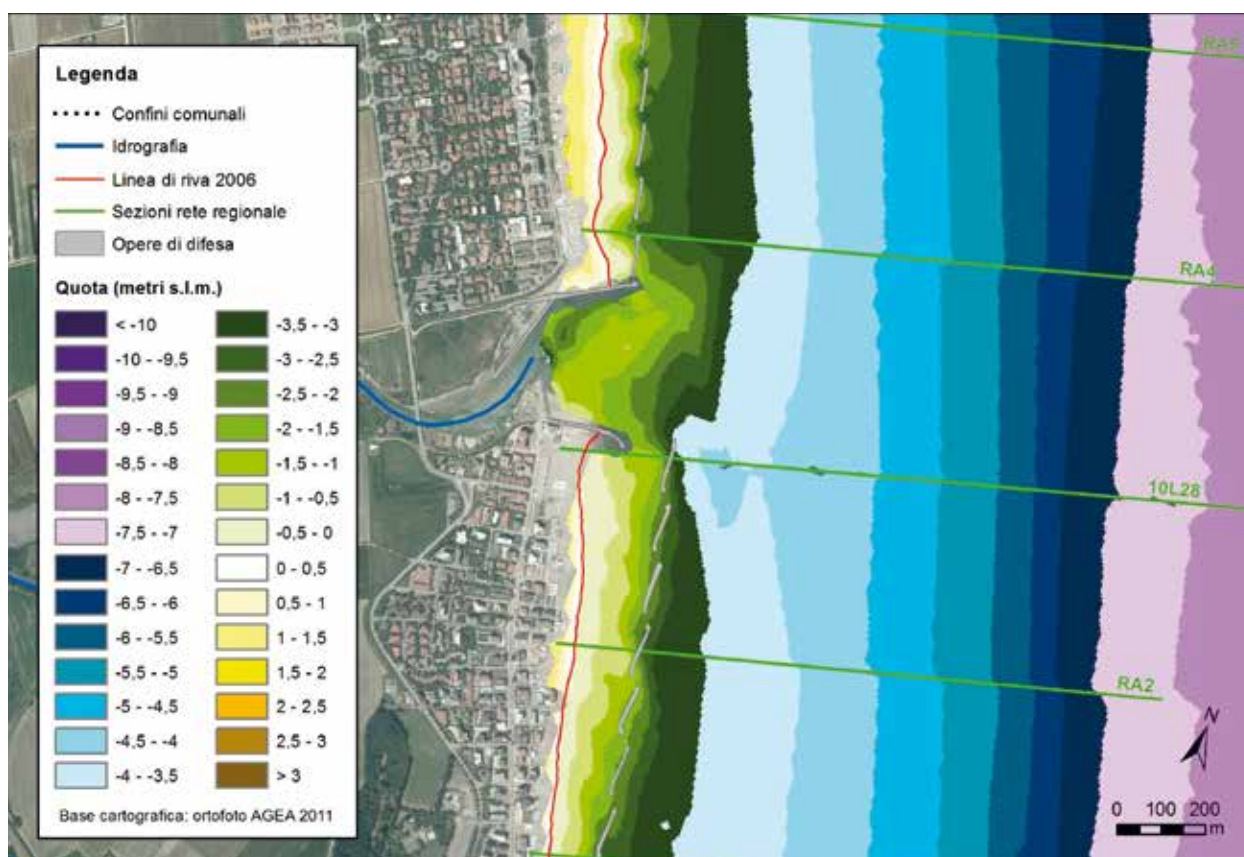 Legenda
Confini comunali
Idrografia
Linea di riva 2006
Sezioni rete regionale
Opere di difesa
Quota (metri s.l.m.)
< -10
-10 - -9,5
-9,5 - -9
-9 - -8,5
-8,5 - -8
-8 - -7,5
-7,5 - -7
-7 - -6,5
-6,5 - -6
-6 - -5,5
-5,5 - -5
-5 - -4,5
-4,5 - -4
-4 - -3,5
-3,5 - -3
-3 - -2,5
-2,5 - -2
-2 - -1,5
-1,5 - -1
-1 - -0,5
-0,5 - 0
0 - 0,5
0,5 - 1
1 - 1,5
1,5 - 2
2 - 2,5
2,5 - 3
> 3
Base cartografica: ortofoto AGEA 2011
RA4
10L28
RA2
N
0 100 200
m